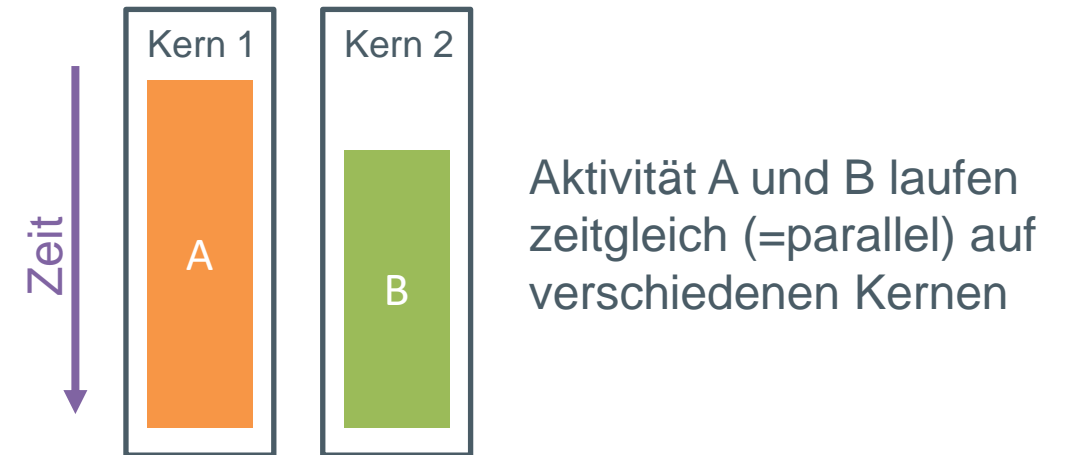 Kern 1
Kern 2
Zeit
A
B
Aktivität A und B laufen
zeitgleich (=parallel) auf
verschiedenen Kernen